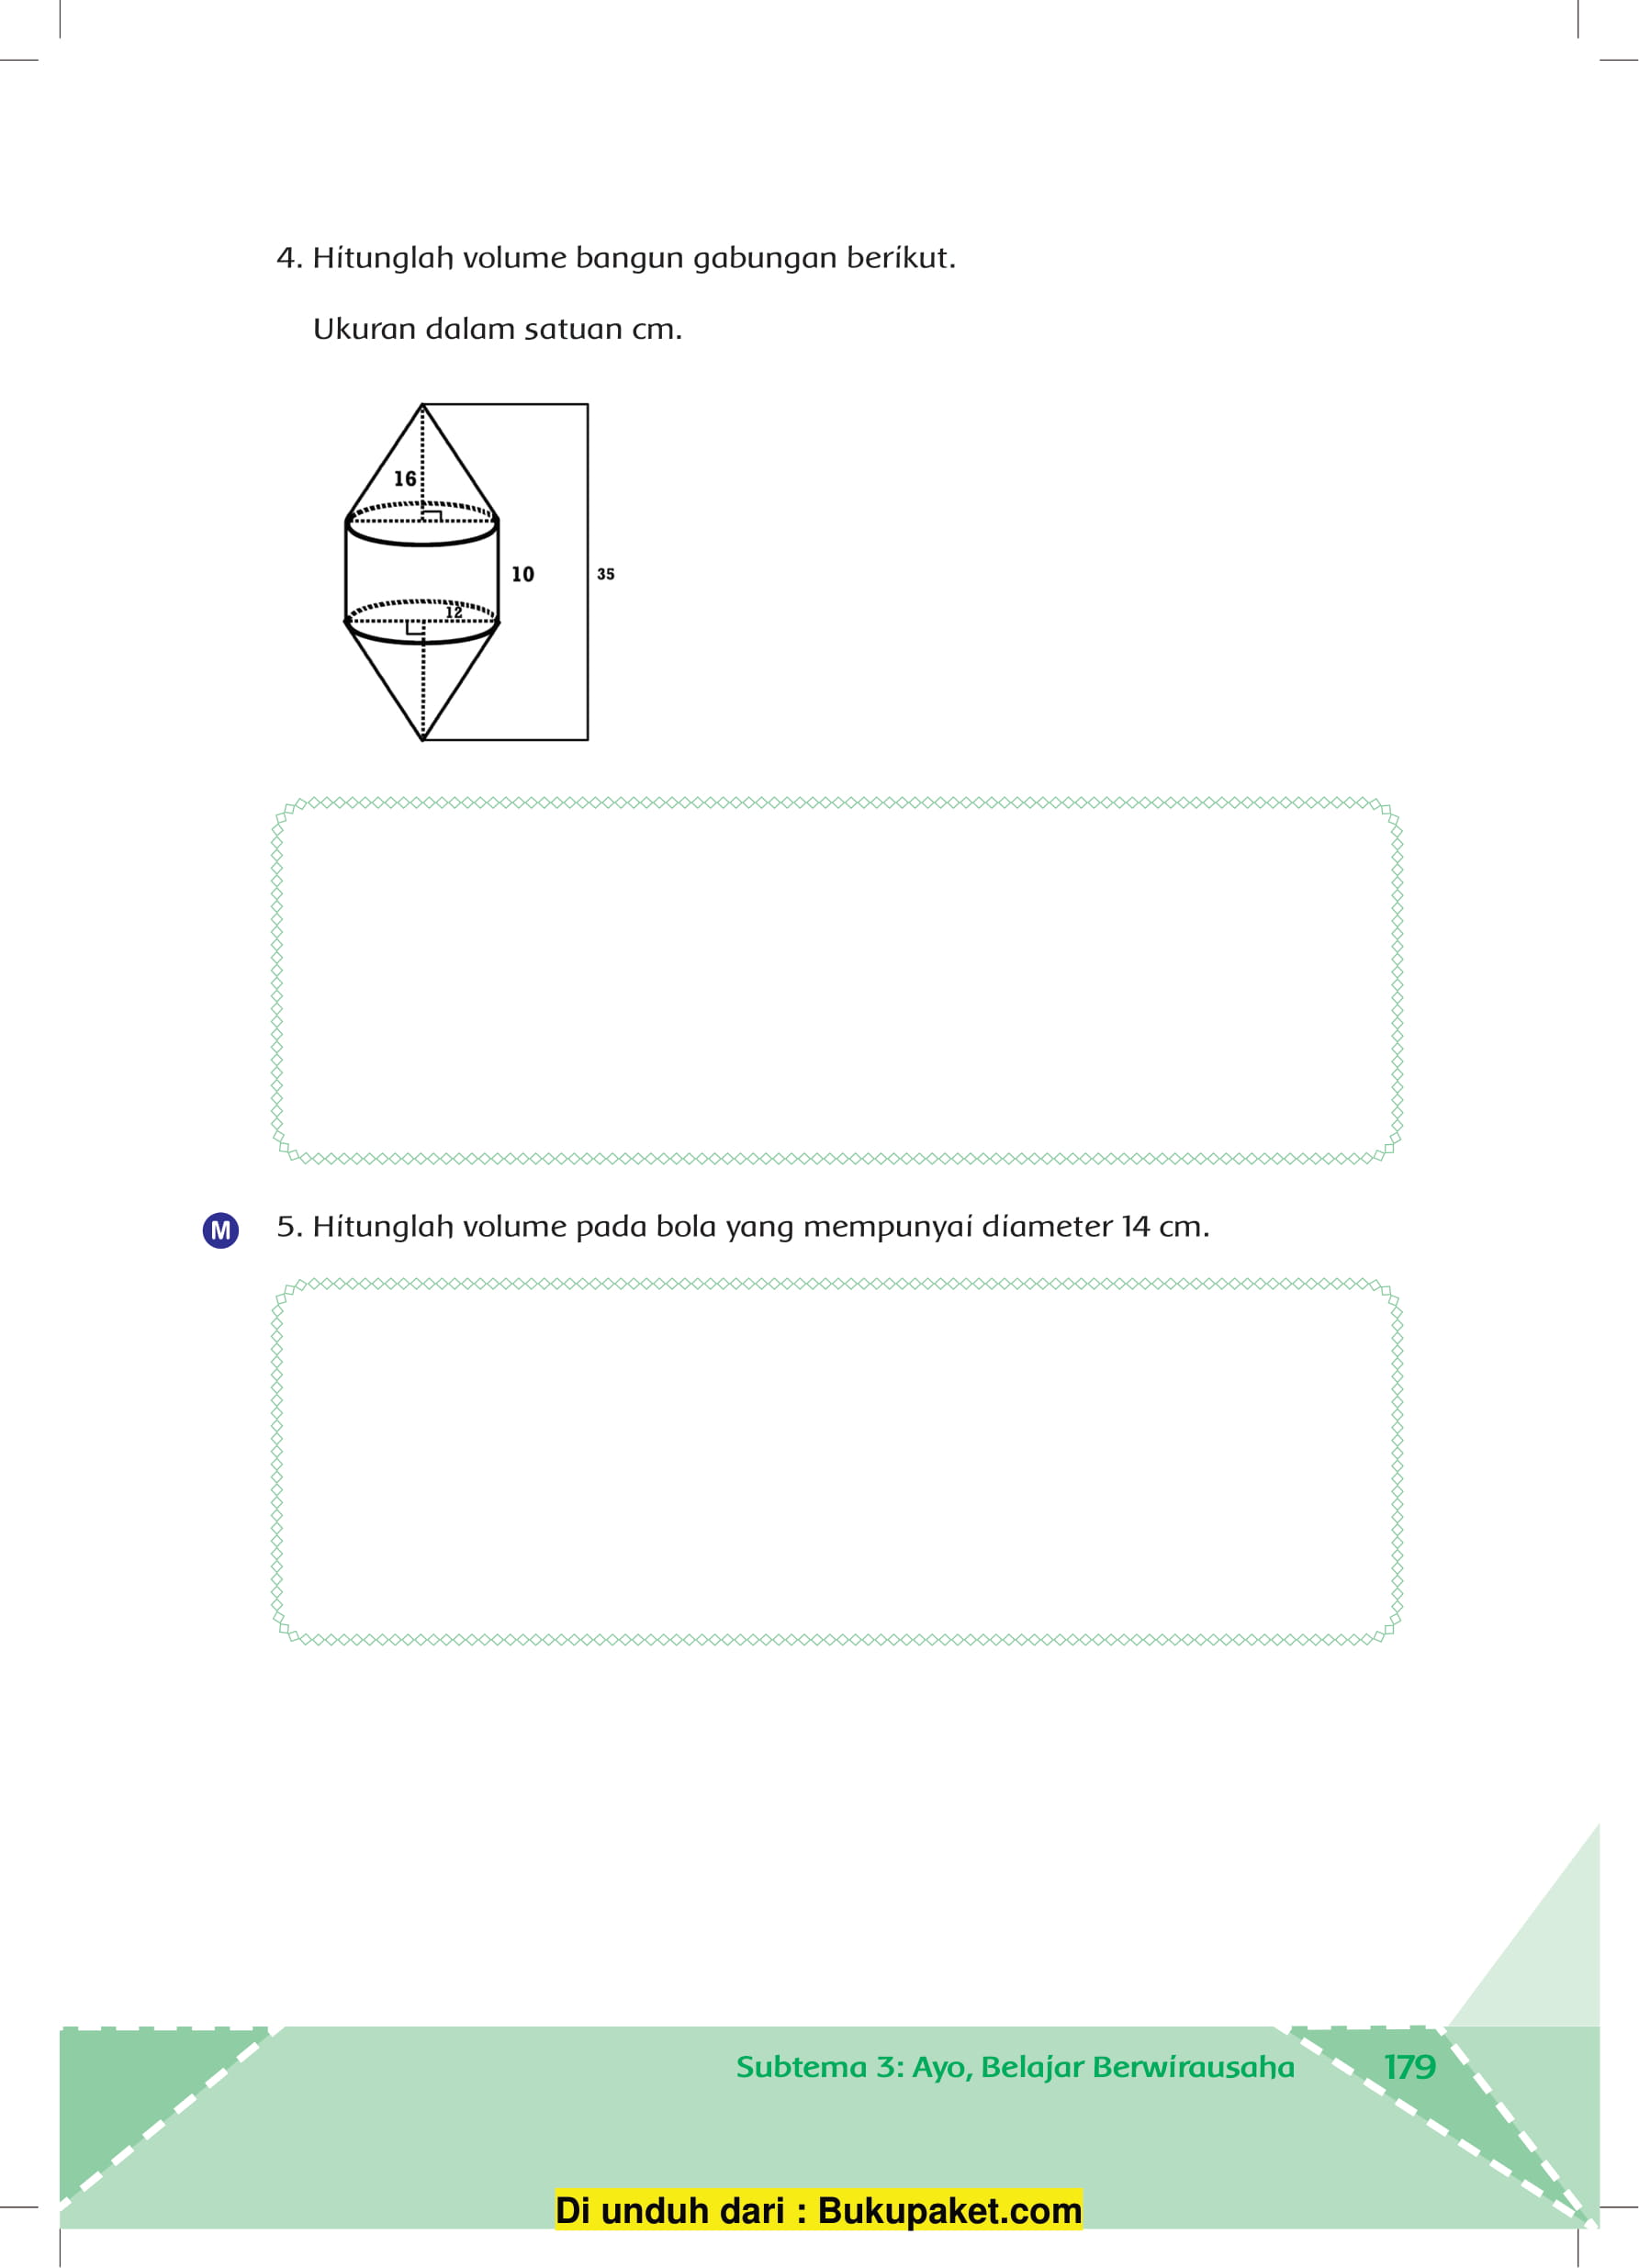 4. Hitunglah volume bangun gabungan berikut.
Ukuran dalam satuan cm.
16
10
35
12
M
5. Hitunglah volume pada bola yang mempunyai diameter 14 cm.
Subtema 3: Ayo, Belajar Berwirausaha
179
Di unduh dari : Bukupaket.com